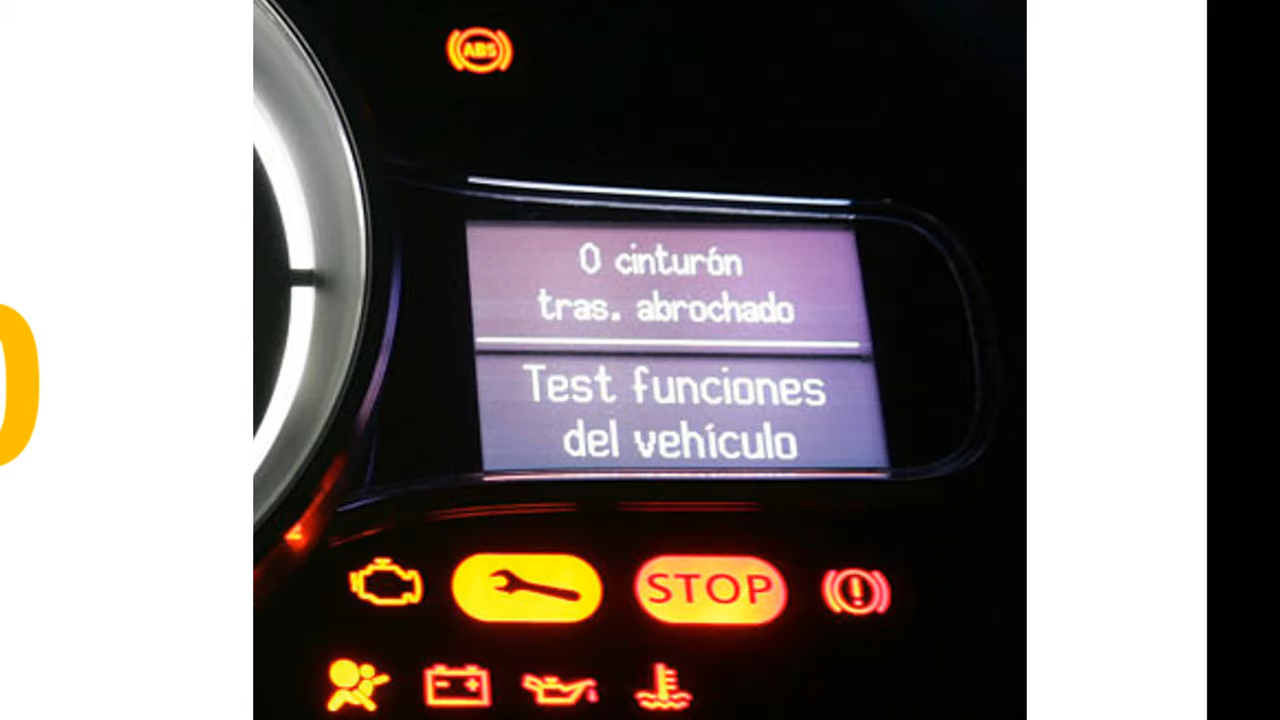 ABS
0 cinturón
tras. abrochado
Test funciones
del vehículo
STOP